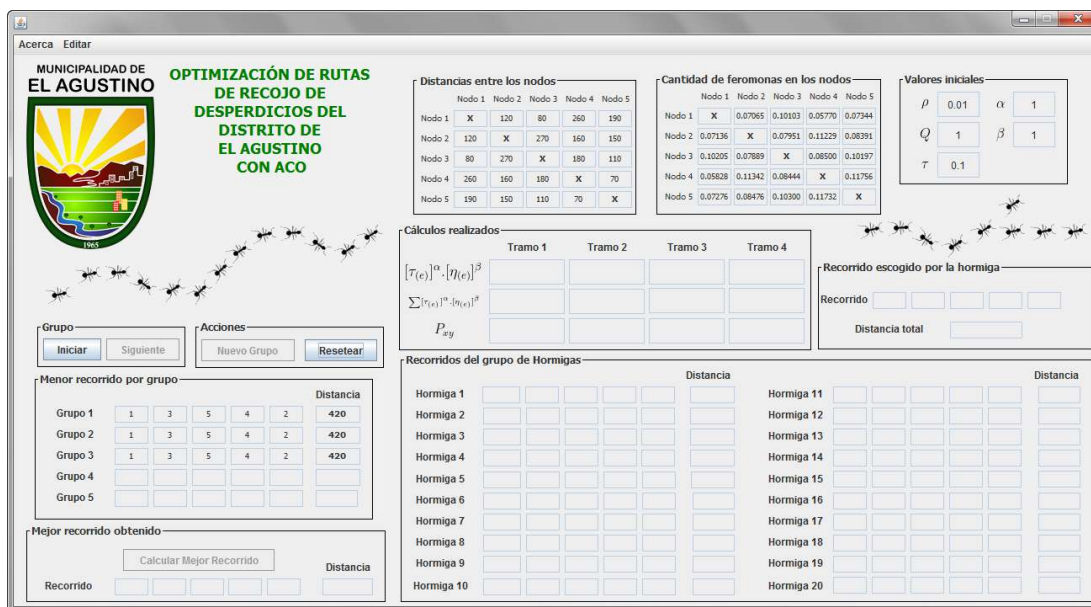 Acerca Editar
MUNICIPALIDAD DE
EL AGUSTINO
1965
OPTIMIZACIÓN DE RUTAS
DE RECOJO DE
DESPERDICIOS DEL
DISTRITO DE
EL AGUSTINO
CON ACO
Distancias entre los nodos
Nodo 1 Nodo 2 Nodo 3 Nodo 4 Nodo 5
Nodo 1 X 120 80 260 190
Nodo 2 120 X 270 160 150
Nodo 3 80 270 X 180 110
Nodo 4 260 160 180 X 70
Nodo 5 190 150 110 70 X
Cantidad de feromonas en los nodos
Nodo 1 Nodo 2 Nodo 3 Nodo 4 Nodo 5
Nodo 1 X 0.07065 0.10103 0.05770 0.07344
Nodo 2 0.07136 X 0.07951 0.11229 0.08391
Nodo 3 0.10205 0.07889 X 0.08500 0.10197
Nodo 4 0.05828 0.11342 0.08444 X 0.11756
Nodo 5 0.07276 0.08476 0.10300 0.11732 X
Valores iniciales
ρ 0.01 α 1
Q 1 β 1
τ 0.1
Cálculos realizados
Tramo 1 Tramo 2 Tramo 3 Tramo 4
[τ(e)]^α.[η(e)]^β
∑[τ(e)]^α.[η(e)]^β
P_xy
Recorrido escogido por la hormiga
Recorrido
Distancia total
Grupo
Iniciar Siguiente
Acciones
Nuevo Grupo Resetear
Menor recorrido por grupo
Distancia
Grupo 1 1 3 5 4 2 420
Grupo 2 1 3 5 4 2 420
Grupo 3 1 3 5 4 2 420
Grupo 4
Grupo 5
Mejor recorrido obtenido
Calcular Mejor Recorrido
Distancia
Recorrido
Recorridos del grupo de Hormigas
Distancia Distancia
Hormiga 1 Hormiga 11
Hormiga 2 Hormiga 12
Hormiga 3 Hormiga 13
Hormiga 4 Hormiga 14
Hormiga 5 Hormiga 15
Hormiga 6 Hormiga 16
Hormiga 7 Hormiga 17
Hormiga 8 Hormiga 18
Hormiga 9 Hormiga 19
Hormiga 10 Hormiga 20